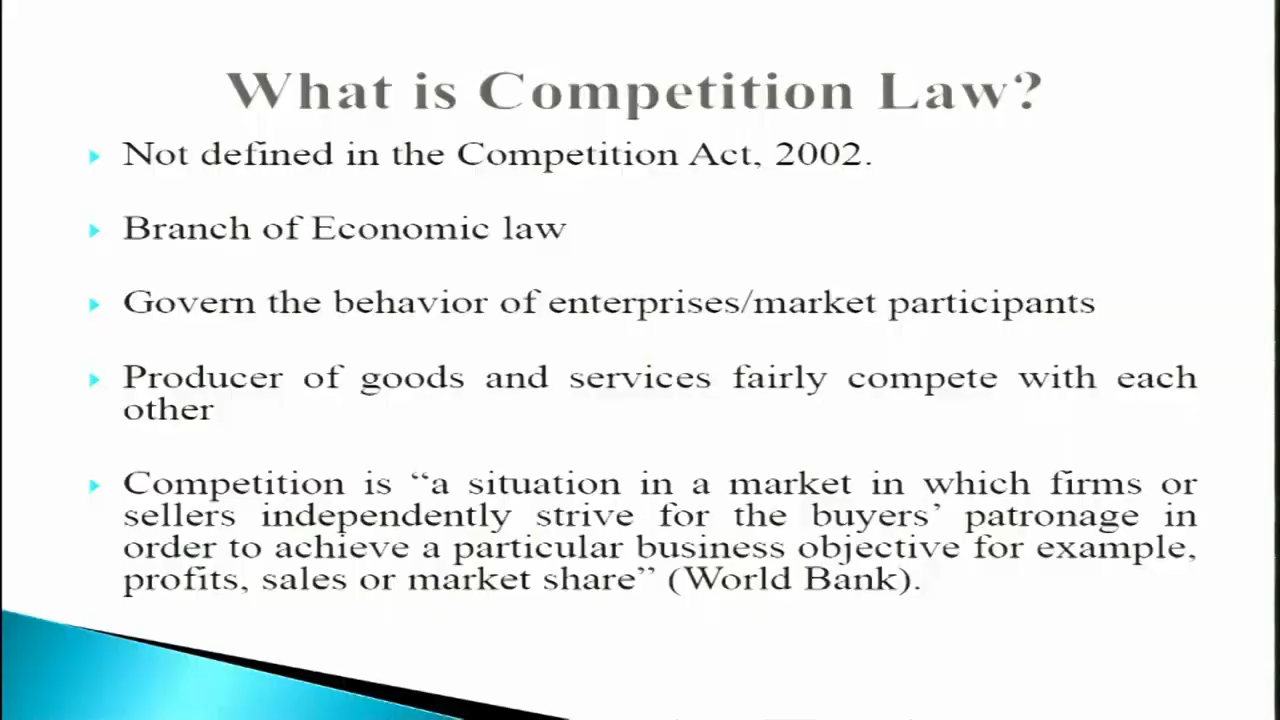 What is Competition Law?
Not defined in the Competition Act, 2002.
Branch of Economic law
Govern the behavior of enterprises/market participants
Producer of goods and services fairly compete with each
other
Competition is “a situation in a market in which firms or
sellers independently strive for the buyers’ patronage in
order to achieve a particular business objective for example,
profits, sales or market share” (World Bank).